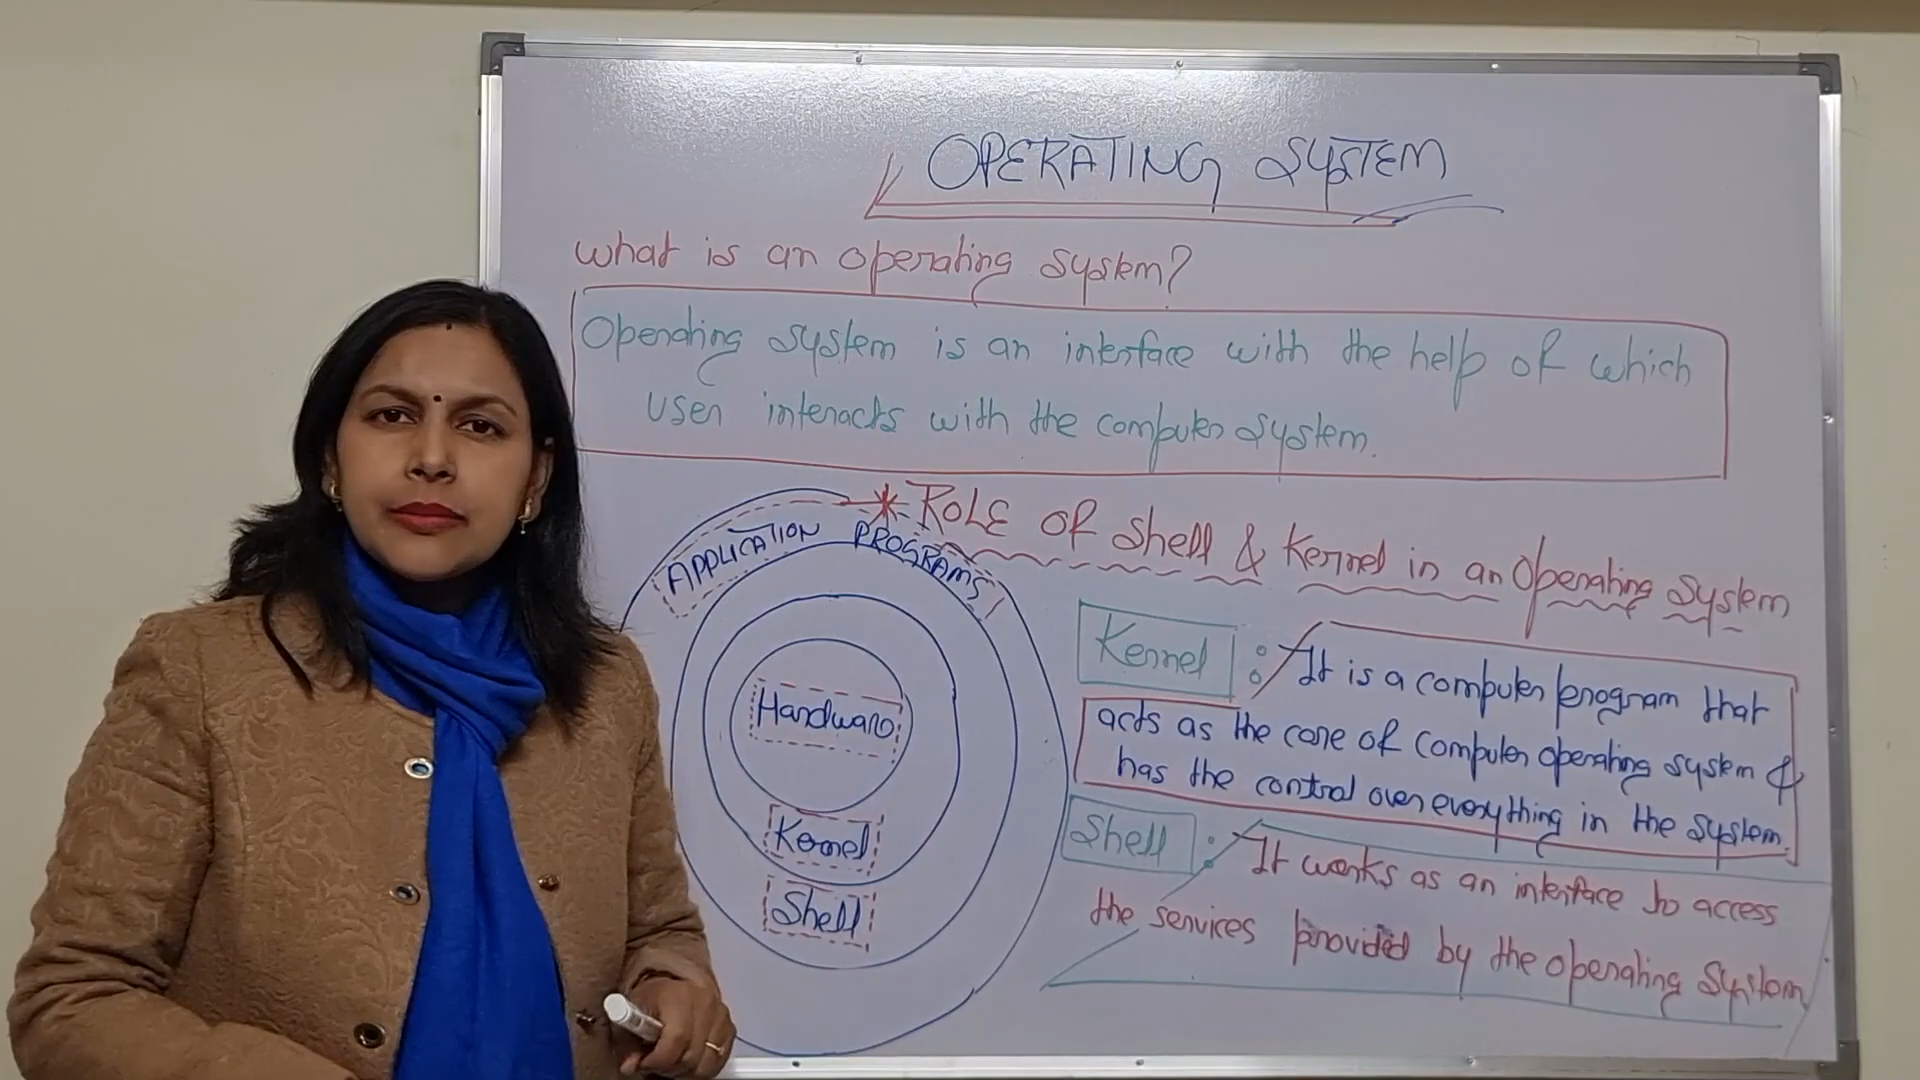 OPERATING SYSTEM
What is an operating system?
Operating system is an interface with the help of which
user interacts with the computer system.
* ROLE OF Shell & Kernel in an Operating System
APPLICATION PROGRAMS
Hardware
Kernel
Shell
Kernel : It is a computer program that
acts as the core of computer operating system &
has the control over everything in the system.
Shell : It works as an interface to access
the services provided by the operating System